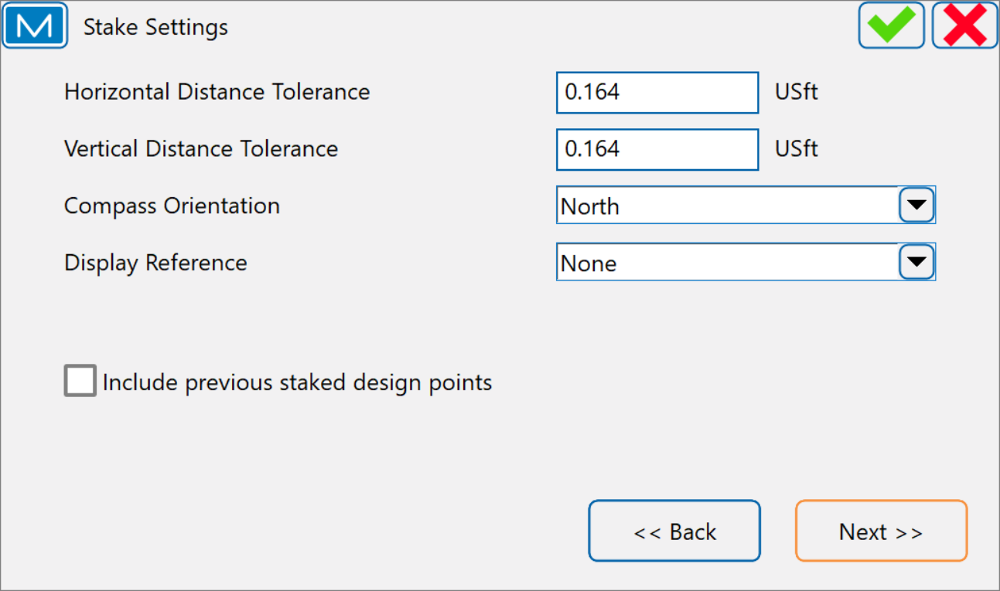 M Stake Settings
Horizontal Distance Tolerance 0.164 USft
Vertical Distance Tolerance 0.164 USft
Compass Orientation North
Display Reference None
Include previous staked design points
<< Back Next >>